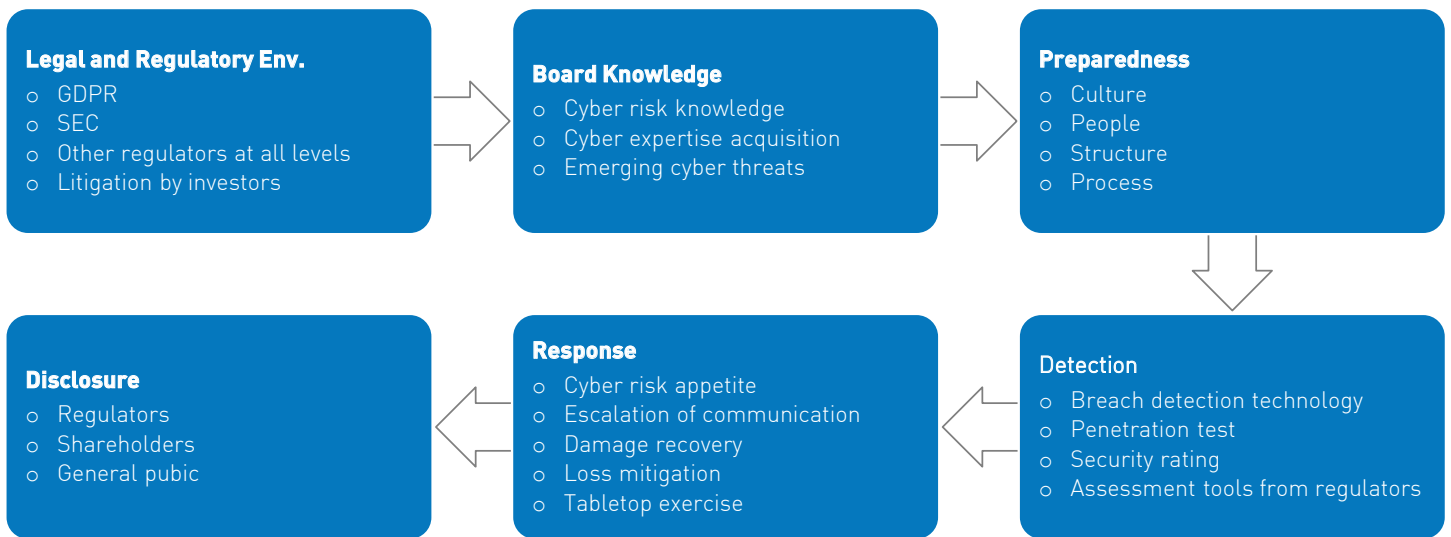 Legal and Regulatory Env.
o GDPR
o SEC
o Other regulators at all levels
o Litigation by investors
Board Knowledge
o Cyber risk knowledge
o Cyber expertise acquisition
o Emerging cyber threats
Preparedness
o Culture
o People
o Structure
o Process
Detection
o Breach detection technology
o Penetration test
o Security rating
o Assessment tools from regulators
Response
o Cyber risk appetite
o Escalation of communication
o Damage recovery
o Loss mitigation
o Tabletop exercise
Disclosure
o Regulators
o Shareholders
o General pubic